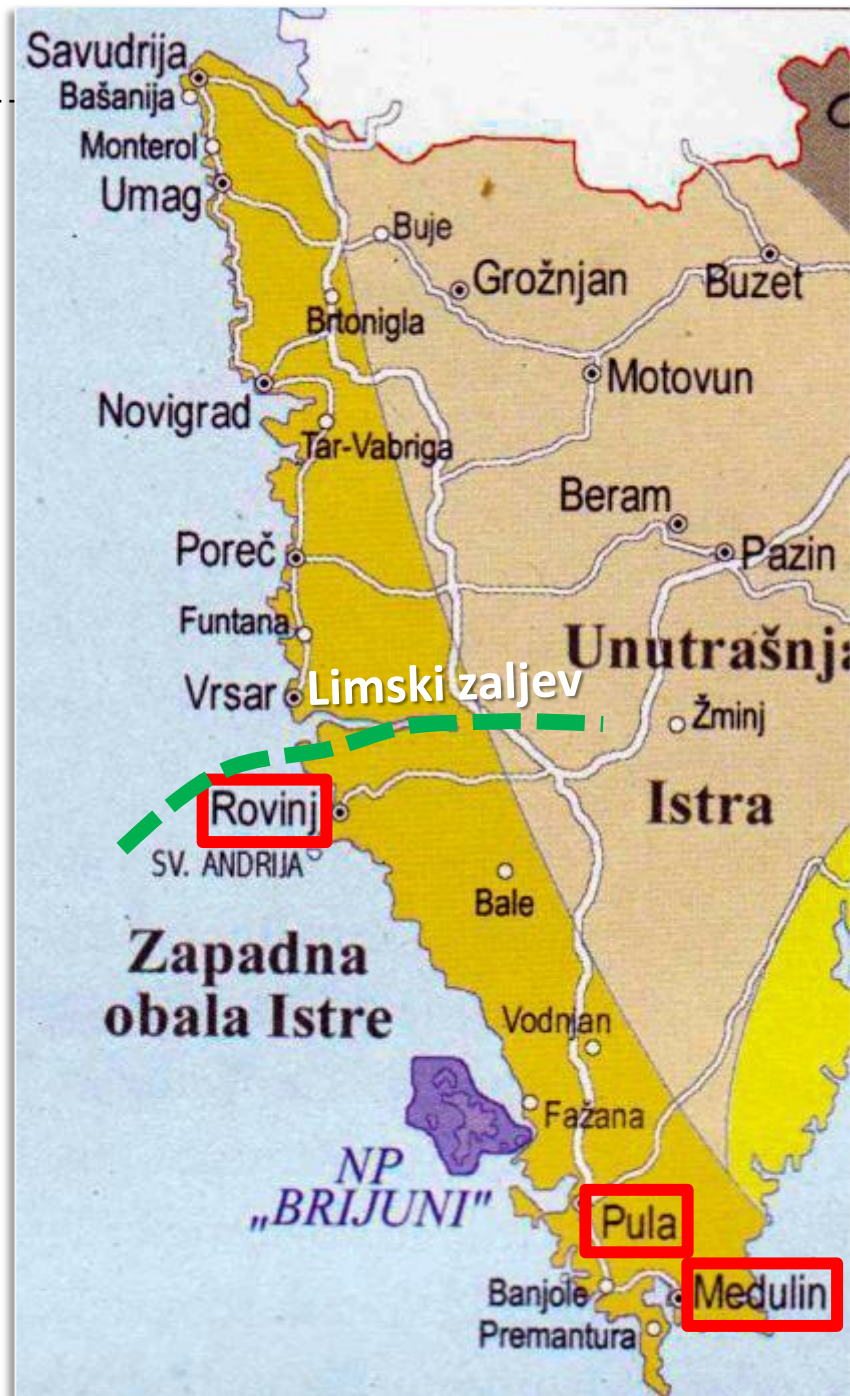 Savudrija
Bašanija
Monterol
Umag
Buje
Grožnjan
Buzet
Brtonigla
Motovun
Novigrad
Tar-Vabriga
Beram
Poreč
Pazin
Funtana
Unutrašnja
Limski zaljev
Vrsar
Žminj
Rovinj
Istra
SV. ANDRIJA
Bale
Zapadna
obala Istre
Vodnjan
Fažana
NP
„BRIJUNI"
Pula
Banjole
Medulin
Premantura